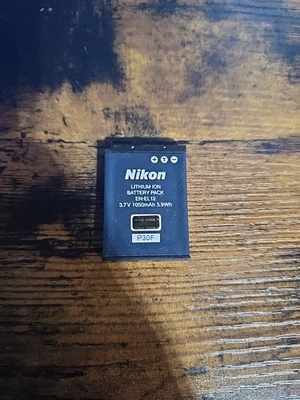 + T −
Nikon
LITHIUM ION
BATTERY PACK
EN-EL12
3.7V 1050mAh 3.9Wh
P30F